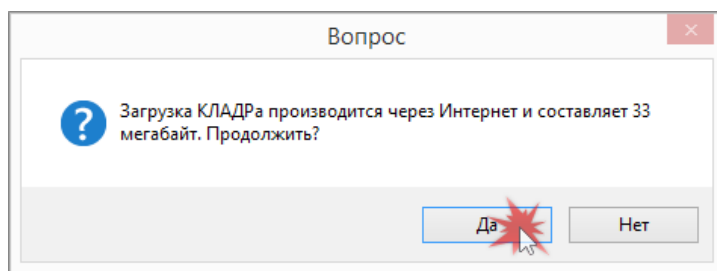 Вопрос
Загрузка КЛАДРа производится через Интернет и составляет 33
мегабайт. Продолжить?
Да
Нет